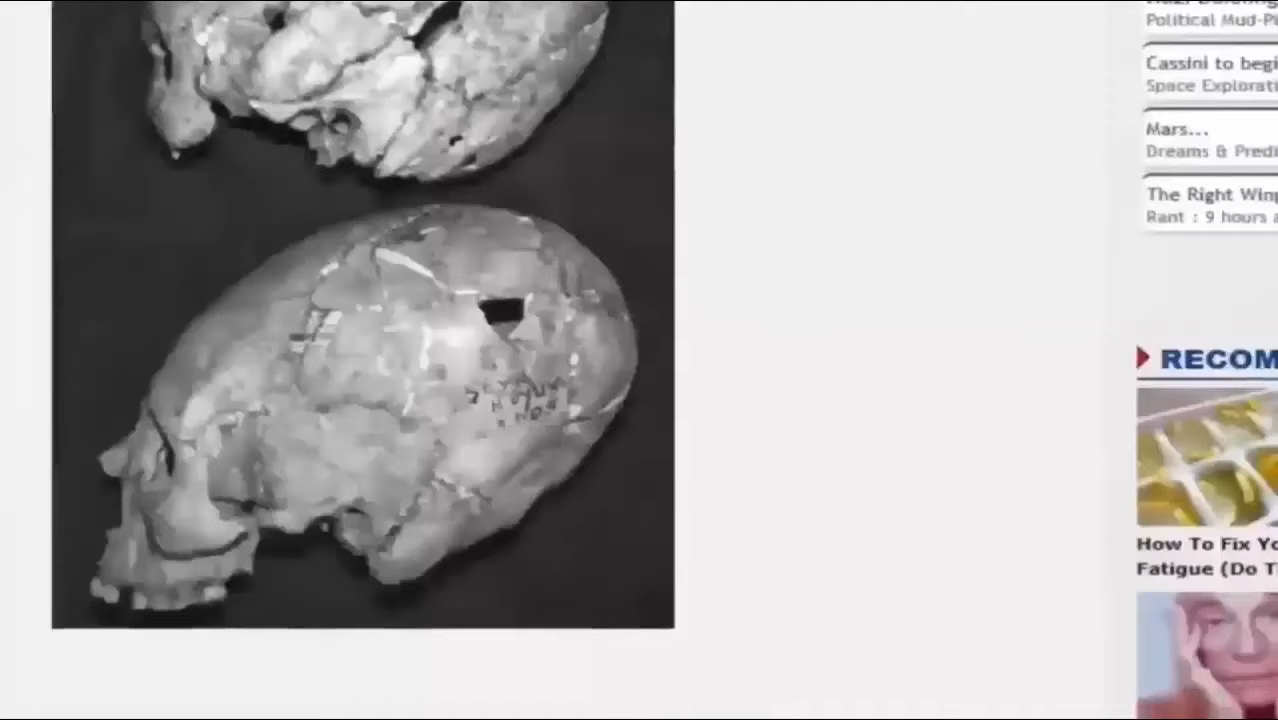 Political Mud-Pi
Cassini to begi
Space Explorati
Mars...
Dreams & Predi
The Right Wing
Rant : 9 hours a
RECOM
How To Fix Yo
Fatigue (Do T